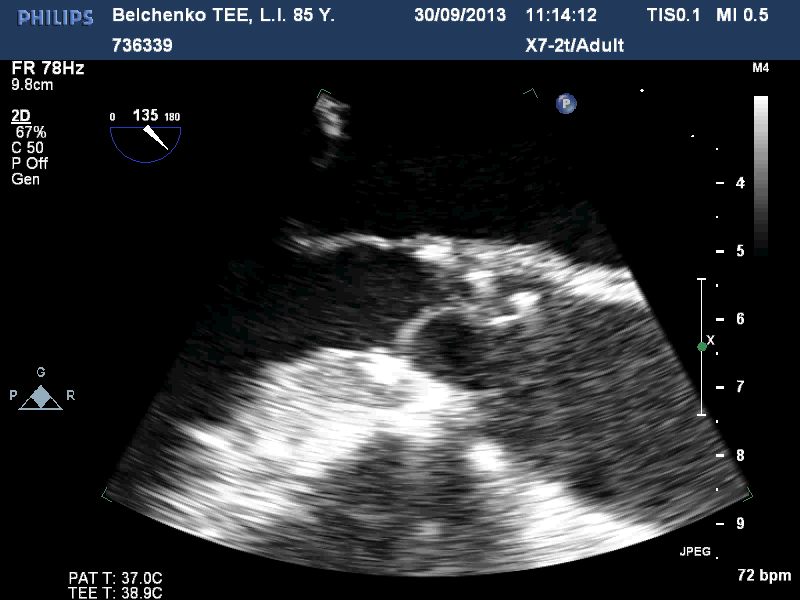 PHILIPS Belchenko TEE, L.I. 85 Y. 30/09/2013 11:14:12 TIS0.1 MI 0.5
736339 X7-2t/Adult
FR 78Hz
9.8cm
M4
2D
67%
C 50
P Off
Gen
0 135 180
P
4
5
6
X
7
8
9
G
P R
JPEG
72 bpm
PAT T: 37.0C
TEE T: 38.9C